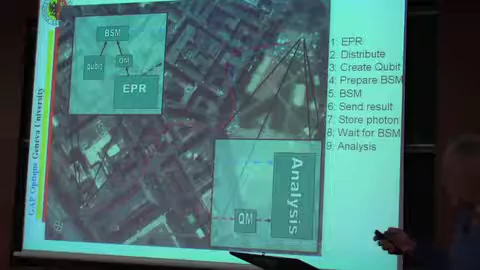 BSM
qubit
QM
EPR
1: EPR
2: Distribute
3: Create Qubit
4: Prepare BSM
5: BSM
6: Send result
7: Store photon
8: Wait for BSM
9: Analysis
Analysis
QM
GAP Optique Geneva University